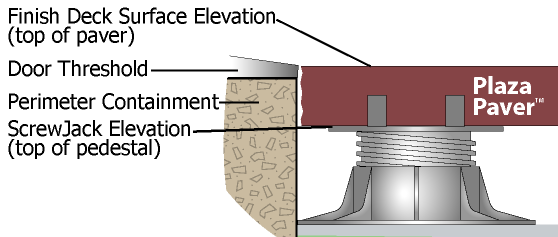 Finish Deck Surface Elevation
(top of paver)
Door Threshold
Perimeter Containment
ScrewJack Elevation
(top of pedestal)
Plaza
Paver™